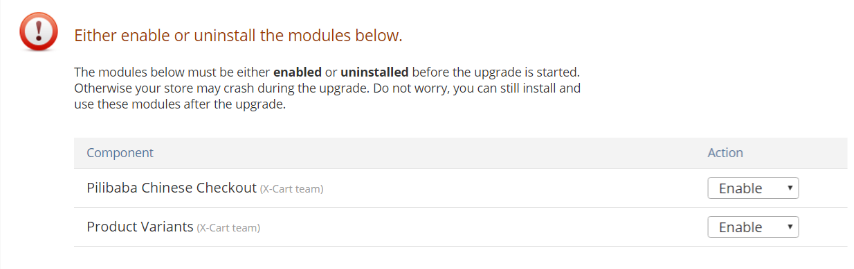 Either enable or uninstall the modules below.
The modules below must be either enabled or uninstalled before the upgrade is started.
Otherwise your store may crash during the upgrade. Do not worry, you can still install and
use these modules after the upgrade.
Component Action
Pilibaba Chinese Checkout (X-Cart team) Enable
Product Variants (X-Cart team) Enable